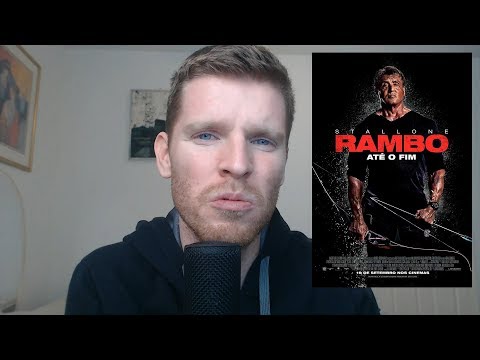 STALLONE
RAMBO
ATÉ O FIM
19 DE SETEMBRO NOS CINEMAS